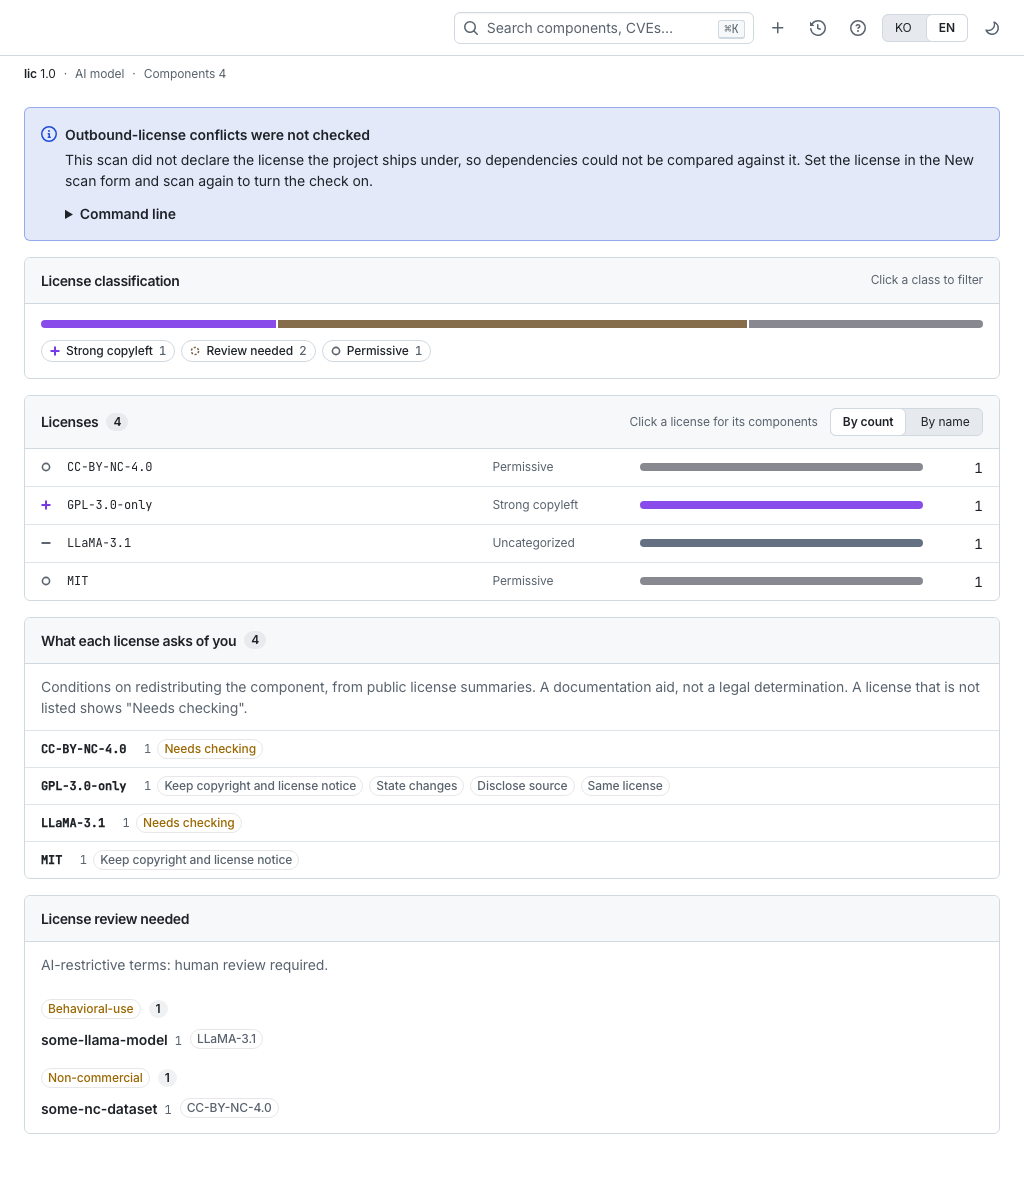 Search components, CVEs... ⌘K
KO EN
lic 1.0 · AI model · Components 4
Outbound-license conflicts were not checked
This scan did not declare the license the project ships under, so dependencies could not be compared against it. Set the license in the New
scan form and scan again to turn the check on.
Command line
License classification
Click a class to filter
Strong copyleft 1
Review needed 2
Permissive 1
Licenses 4
Click a license for its components
By count
By name
CC-BY-NC-4.0 Permissive 1
GPL-3.0-only Strong copyleft 1
LLaMA-3.1 Uncategorized 1
MIT Permissive 1
What each license asks of you 4
Conditions on redistributing the component, from public license summaries. A documentation aid, not a legal determination. A license that is not
listed shows "Needs checking".
CC-BY-NC-4.0 1 Needs checking
GPL-3.0-only 1 Keep copyright and license notice State changes Disclose source Same license
LLaMA-3.1 1 Needs checking
MIT 1 Keep copyright and license notice
License review needed
AI-restrictive terms: human review required.
Behavioral-use 1
some-llama-model 1 LLaMA-3.1
Non-commercial 1
some-nc-dataset 1 CC-BY-NC-4.0